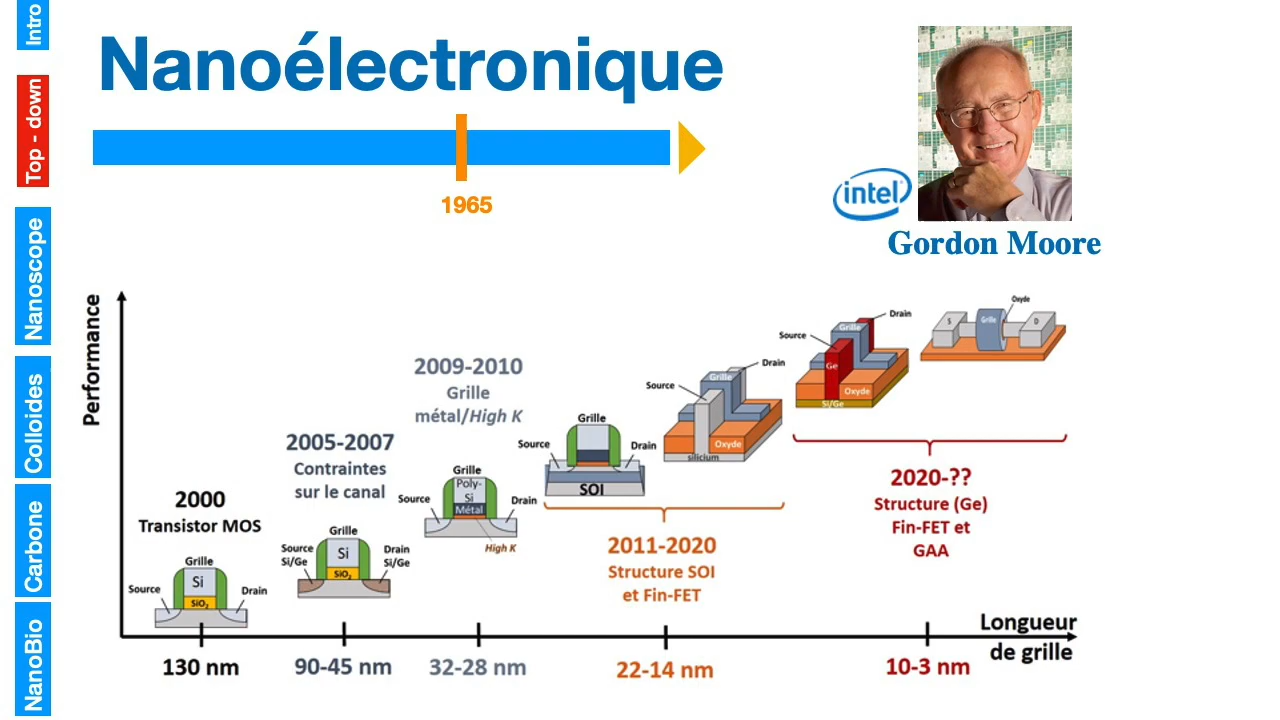 Intro
Top - down
Nanoscope
Colloides
Carbone
NanoBio
Nanoélectronique
1965
intel
Gordon Moore
Performance
2000
Transistor MOS
Grille
Si
SiO₂
Source
Drain
130 nm
2005-2007
Contraintes
sur le canal
Grille
Source
Si/Ge
Drain
Si/Ge
Si
SiO₂
90-45 nm
2009-2010
Grille
métal/High K
Grille
Poly-
Si
Métal
Source
Drain
High K
32-28 nm
Grille
Source
Drain
SOI
Source
Grille
Drain
Oxyde
silicium
2011-2020
Structure SOI
et Fin-FET
22-14 nm
Source
Grille
Drain
Ge
Oxyde
Si/Ge
Oxyde
S
Grille
D
2020-??
Structure (Ge)
Fin-FET et
GAA
10-3 nm
Longueur
de grille